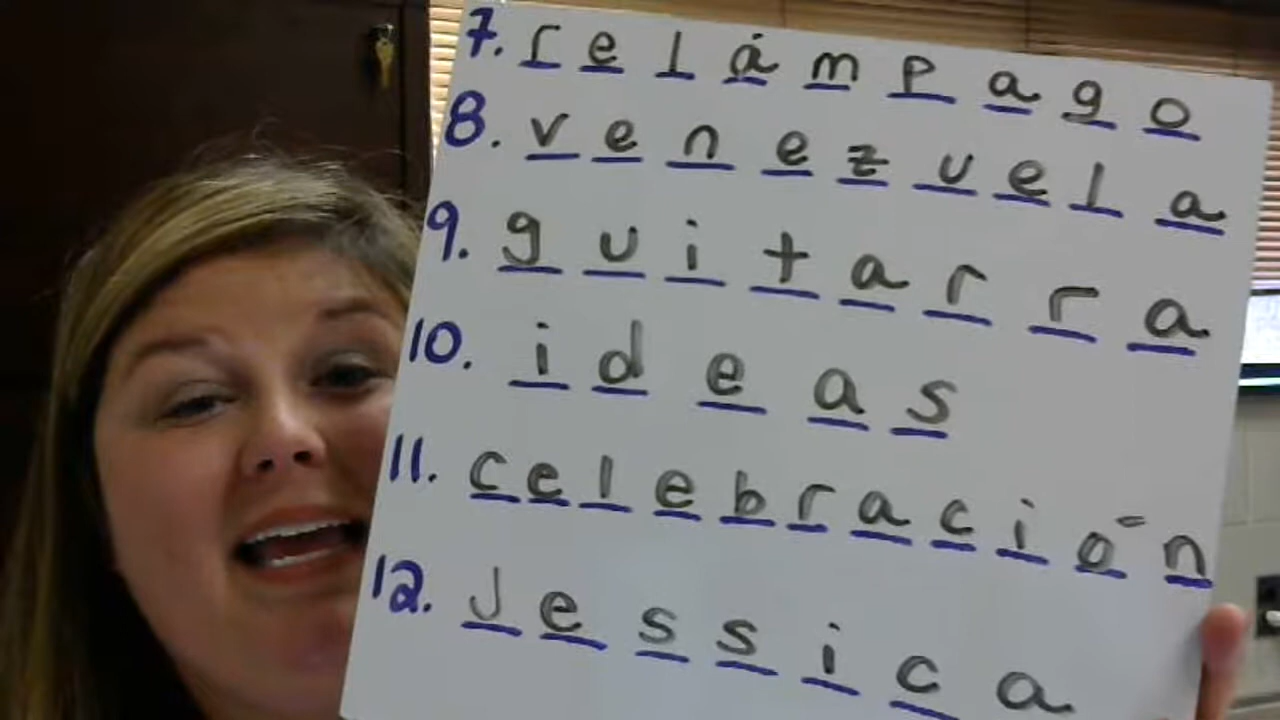 7. relámpago
8. venezuela
9. guitarra
10. ideas
11. celebración
12. Jessica